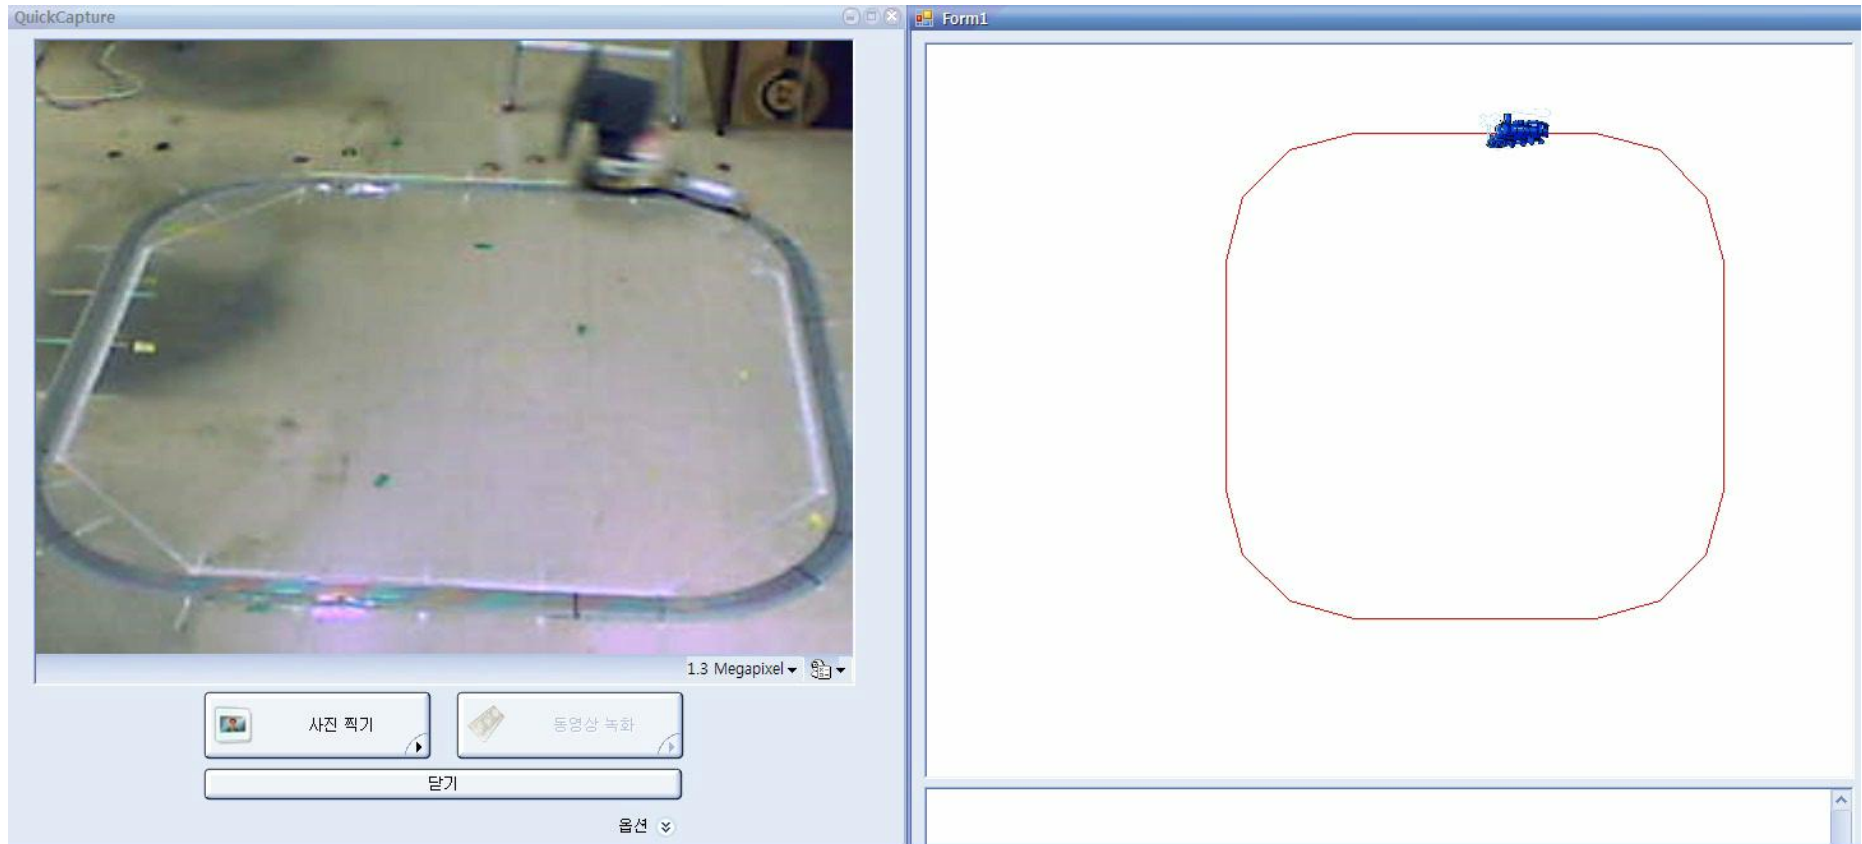 QuickCapture
1.3 Megapixel
사진 찍기
동영상 녹화
닫기
옵션
Form1